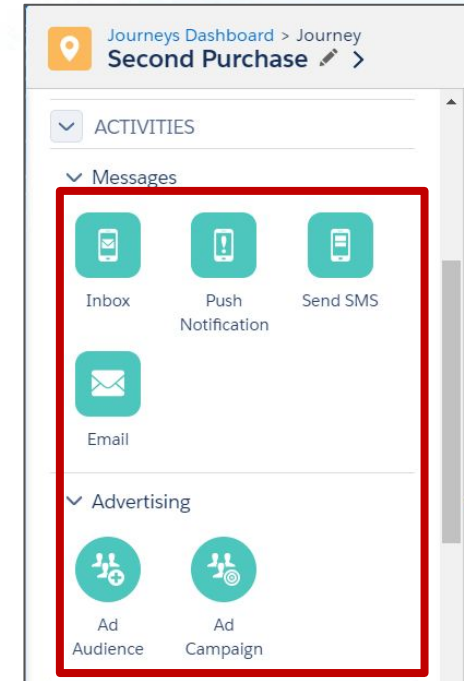 Journeys Dashboard > Journey
Second Purchase >
ACTIVITIES
Messages
Inbox
Push
Notification
Send SMS
Email
Advertising
Ad
Audience
Ad
Campaign